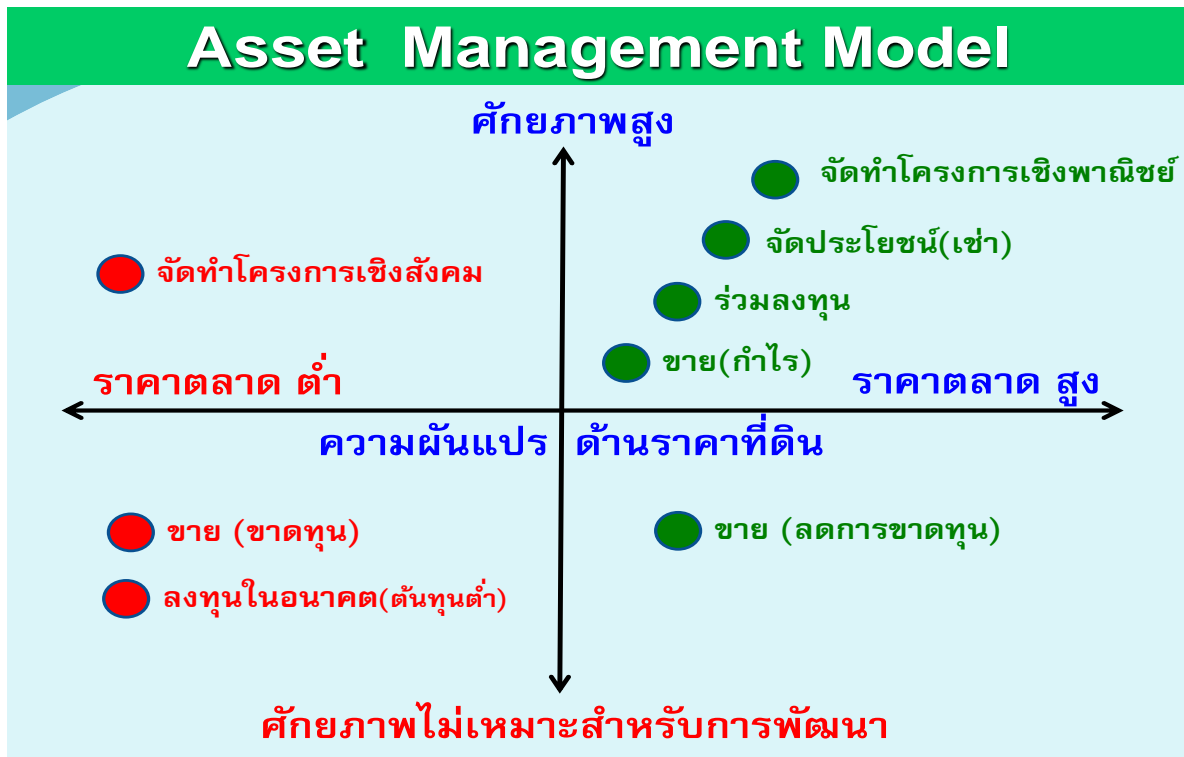 Asset Management Model
ศักยภาพสูง
จัดทำโครงการเชิงพาณิชย์
จัดประโยชน์(เช่า)
จัดทำโครงการเชิงสังคม
ร่วมลงทุน
ขาย(กำไร)
ราคาตลาด ต่ำ
ราคาตลาด สูง
ความผันแปร ด้านราคาที่ดิน
ขาย (ขาดทุน)
ขาย (ลดการขาดทุน)
ลงทุนในอนาคต(ต้นทุนต่ำ)
ศักยภาพไม่เหมาะสำหรับการพัฒนา